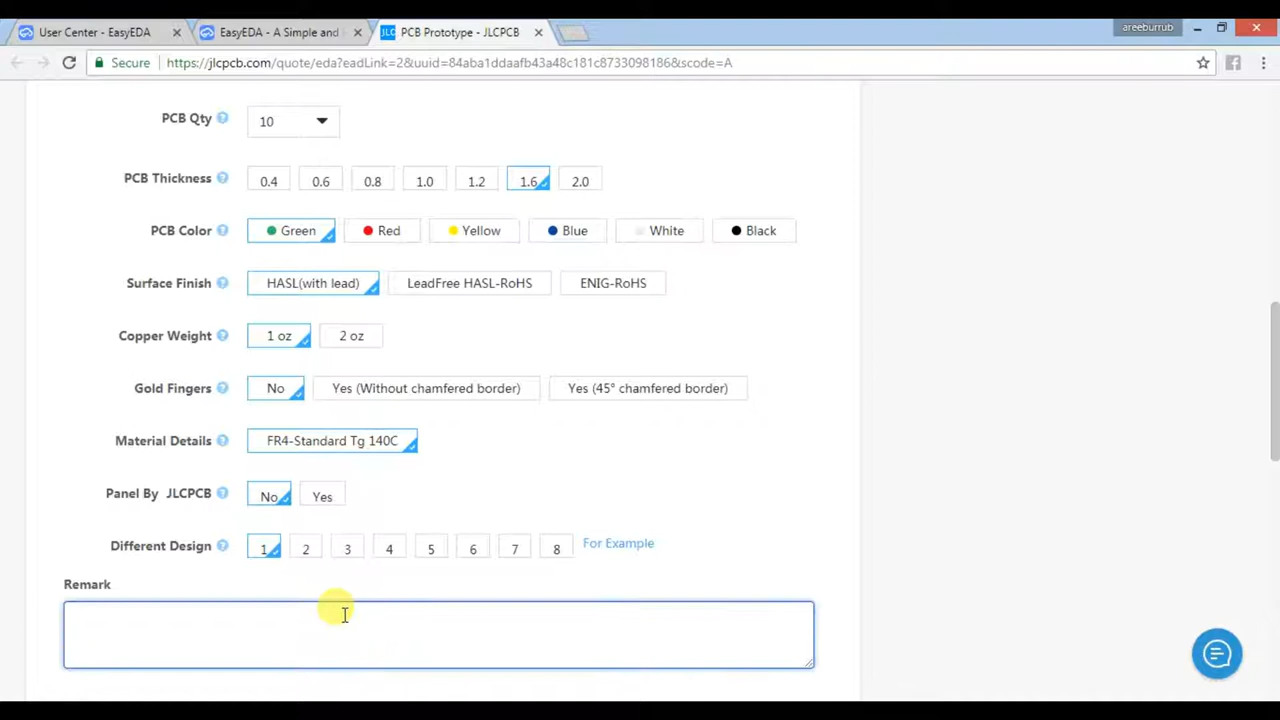 User Center - EasyEDA
EasyEDA - A Simple and
JLC PCB Prototype - JLCPCB
areeburrub
Secure https://jlcpcb.com/quote/eda?eadLink=2&uuid=84aba1ddaafb43a48c181c8733098186&scode=A
PCB Qty ? 10
PCB Thickness ? 0.4 0.6 0.8 1.0 1.2 1.6 2.0
PCB Color ? Green Red Yellow Blue White Black
Surface Finish ? HASL(with lead) LeadFree HASL-RoHS ENIG-RoHS
Copper Weight ? 1 oz 2 oz
Gold Fingers ? No Yes (Without chamfered border) Yes (45° chamfered border)
Material Details ? FR4-Standard Tg 140C
Panel By JLCPCB ? No Yes
Different Design ? 1 2 3 4 5 6 7 8 For Example
Remark